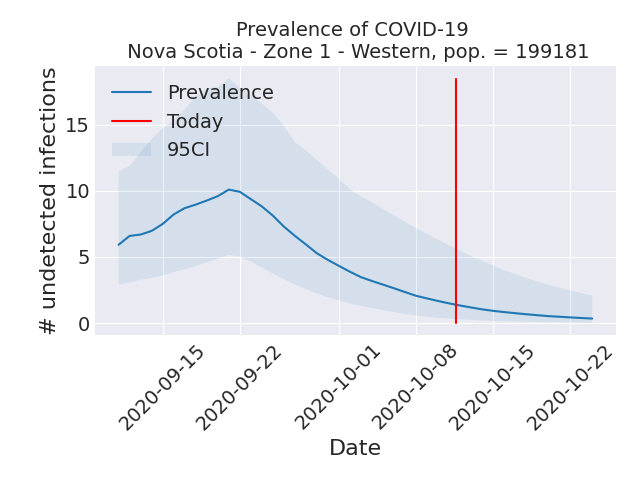 Prevalence of COVID-19
Nova Scotia - Zone 1 - Western, pop. = 199181
Prevalence
Today
95CI
# undetected infections
15
10
5
0
2020-09-15
2020-09-22
2020-10-01
2020-10-08
2020-10-15
2020-10-22
Date